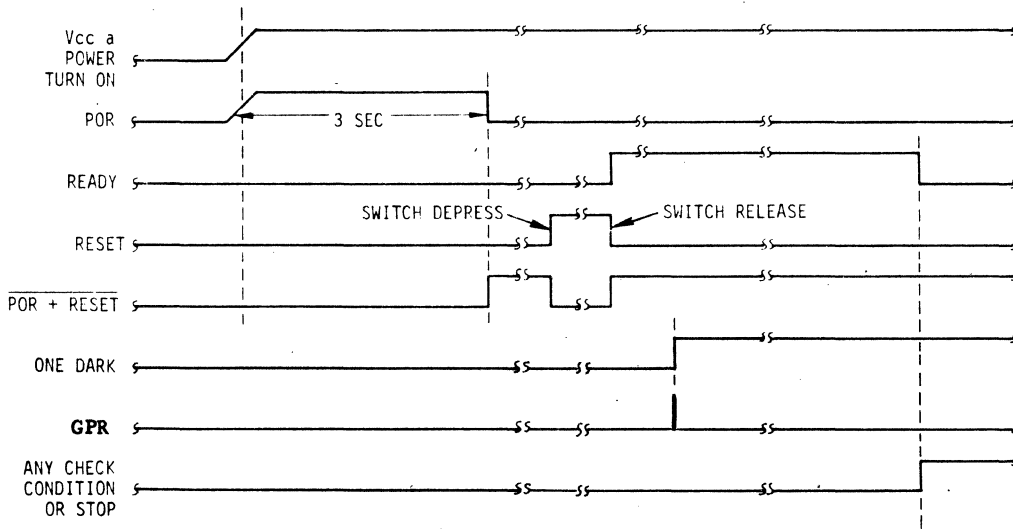 Vcc a
POWER
TURN ON
POR
3 SEC
READY
SWITCH DEPRESS
SWITCH RELEASE
RESET
POR + RESET
ONE DARK
GPR
ANY CHECK
CONDITION
OR STOP